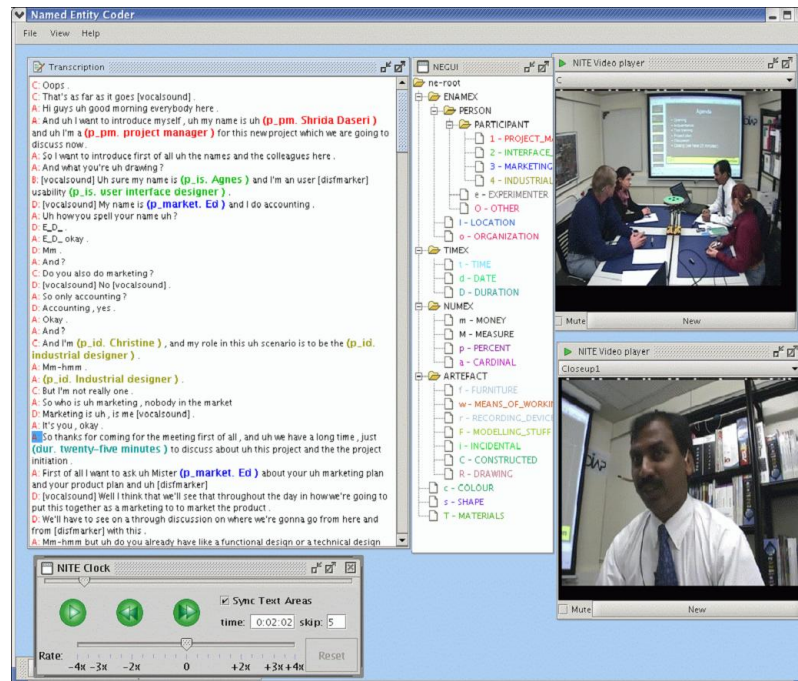 Named Entity Coder
File View Help
Transcription
C: Oops .
C: That's as far as it goes [vocalsound] .
A: Hi guys uh good morning everybody here .
A: And uh I want to introduce myself , uh my name is uh (p_pm. Shrida Daseri )
and uh I'm a (p_pm. project manager ) for this new project which we are going to
discuss now .
A: So I want to introduce first of all uh the names and the colleagues here .
A: And what you're uh drawing ?
B: [vocalsound] Uh sure my name is (p_is. Agnes ) and I'm an user [disfmarker]
usability (p_is. user interface designer ) .
D: [vocalsound] My name is (p_market. Ed ) and I do accounting .
A: Uh how you spell your name uh ?
D: E_D_ .
A: E_D_ okay .
D: Mm .
A: And ?
C: Do you also do marketing ?
D: [vocalsound] No [vocalsound] .
A: So only accounting ?
D: Accounting , yes .
A: Okay .
A: And ?
C: And I'm (p_id. Christine ) , and my role in this uh scenario is to be the (p_id.
industrial designer ) .
A: Mm-hmm .
A: (p_id. Industrial designer ) .
C: But I'm not really one .
A: So who is uh marketing , nobody in the market
D: Marketing is uh , is me [vocalsound] .
A: It's you , okay .
A: So thanks for coming for the meeting first of all , and uh we have a long time , just
(dur. twenty-five minutes ) to discuss about uh this project and the the project
initiation .
A: First of all I want to ask uh Mister (p_market. Ed ) about your uh marketing plan
and your product plan and uh [disfmarker]
D: [vocalsound] Well I think that we'll see that throughout the day in how we're going to
put this together as a marketing to to market the product .
D: We'll have to see on a through discussion on where we're gonna go from here and
from [disfmarker] with this .
A: Mm-hmm but uh do you already have like a functional design or a technical design
NEGUI
ne-root
ENAMEX
PERSON
PARTICIPANT
1 - PROJECT_M
2 - INTERFACE_
3 - MARKETING
4 - INDUSTRIAL
e - EXPERIMENTER
O - OTHER
l - LOCATION
o - ORGANIZATION
TIMEX
t - TIME
d - DATE
D - DURATION
NUMEX
m - MONEY
M - MEASURE
p - PERCENT
a - CARDINAL
ARTEFACT
f - FURNITURE
w - MEANS_OF_WORKIN
r - RECORDING_DEVICE
F - MODELLING_STUFF
i - INCIDENTAL
C - CONSTRUCTED
R - DRAWING
c - COLOUR
s - SHAPE
T - MATERIALS
NITE Video player
C
Agenda
Mute New
NITE Video player
Closeup1
Mute New
NITE Clock
Sync Text Areas
time: 0:02:02 skip: 5
Rate:
-4x -3x -2x 0 +2x +3x +4x
Reset